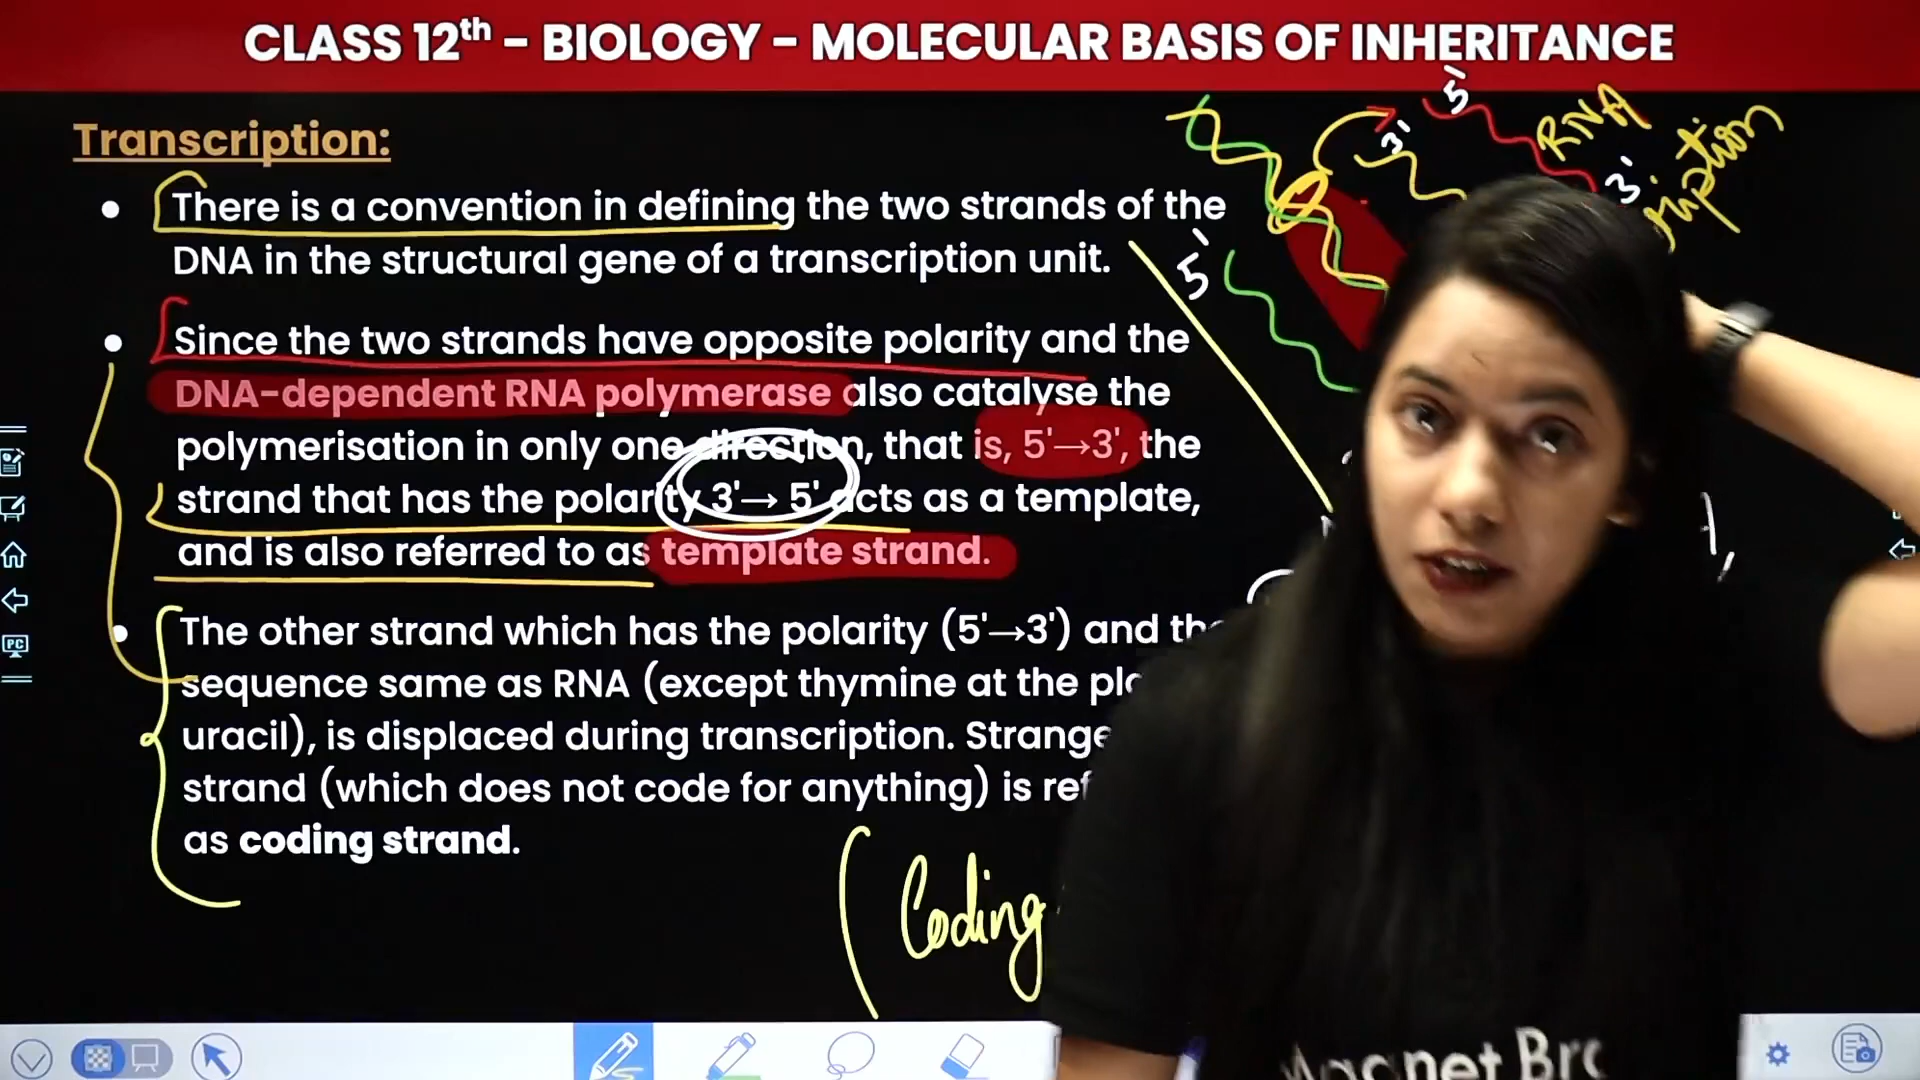 CLASS 12th - BIOLOGY - MOLECULAR BASIS OF INHERITANCE
Transcription:
There is a convention in defining the two strands of the
DNA in the structural gene of a transcription unit.
Since the two strands have opposite polarity and the
DNA-dependent RNA polymerase also catalyse the
polymerisation in only one direction, that is, 5'→3', the
strand that has the polarity 3'→ 5' acts as a template,
and is also referred to as template strand.
The other strand which has the polarity (5'→3') and the
sequence same as RNA (except thymine at the
uracil), is displaced during transcription.
strand (which does not code for anything) is
as coding strand.
5'
RNA
3'
3'
5'
Coding
PC